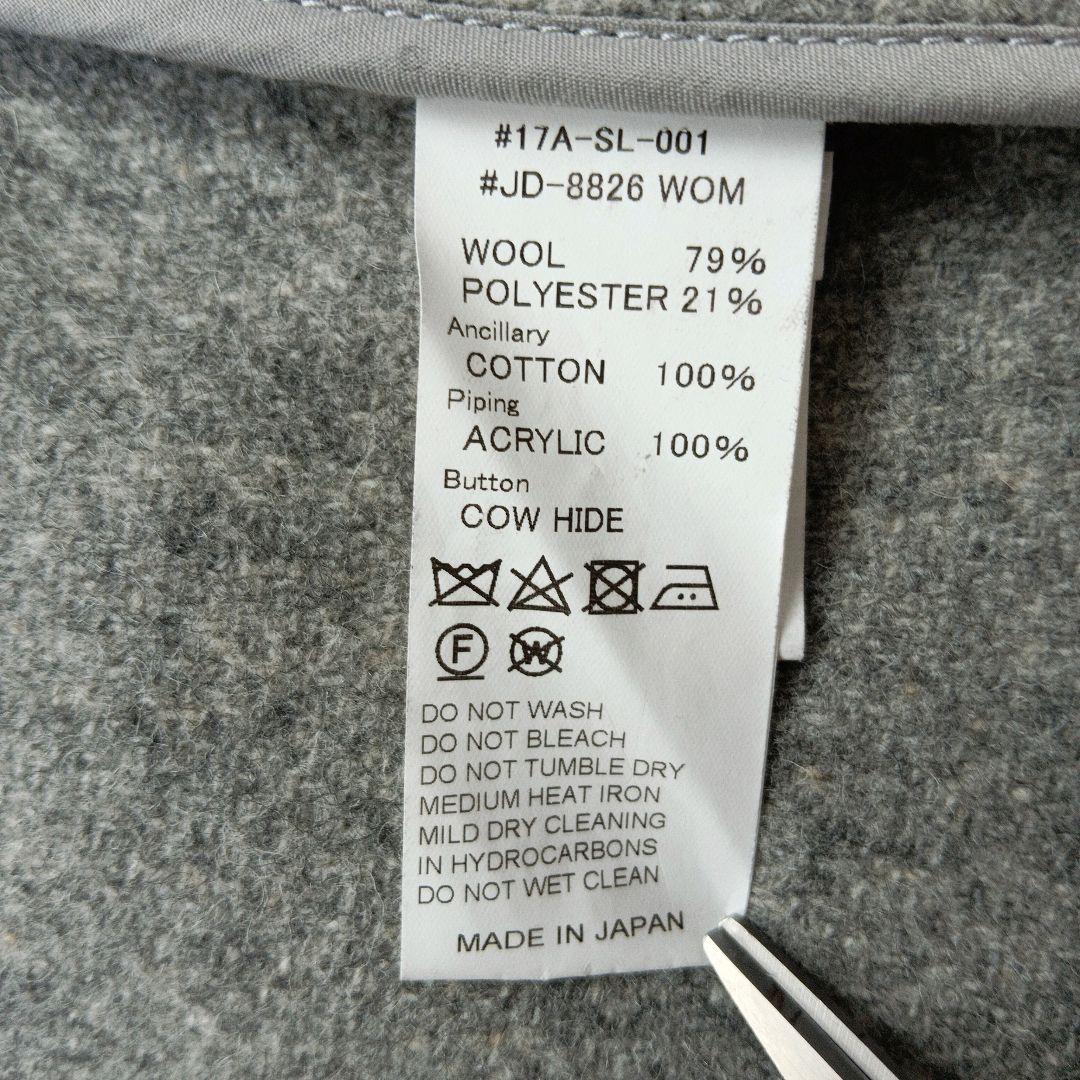 #17A-SL-001
#JD-8826 WOM
WOOL 79%
POLYESTER 21%
Ancillary
COTTON 100%
Piping
ACRYLIC 100%
Button
COW HIDE
F W
DO NOT WASH
DO NOT BLEACH
DO NOT TUMBLE DRY
MEDIUM HEAT IRON
MILD DRY CLEANING
IN HYDROCARBONS
DO NOT WET CLEAN
MADE IN JAPAN